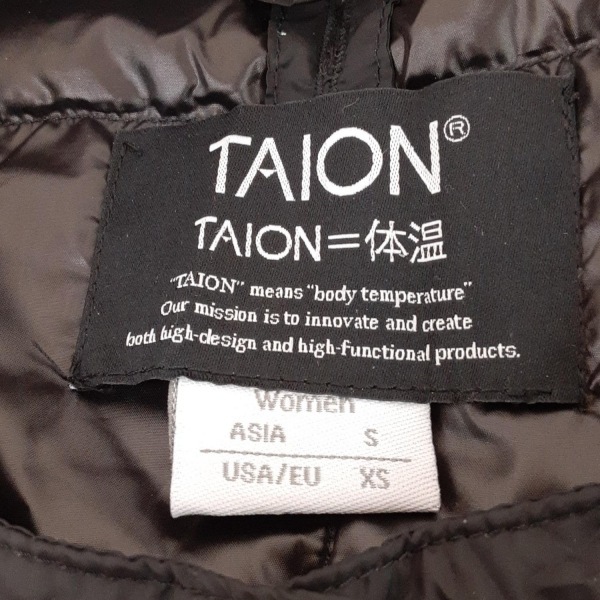 TAION®
TAION=体温
"TAION" means "body temperature"
Our mission is to innovate and create
both high-design and high-functional products.
Women
ASIA S
USA/EU XS